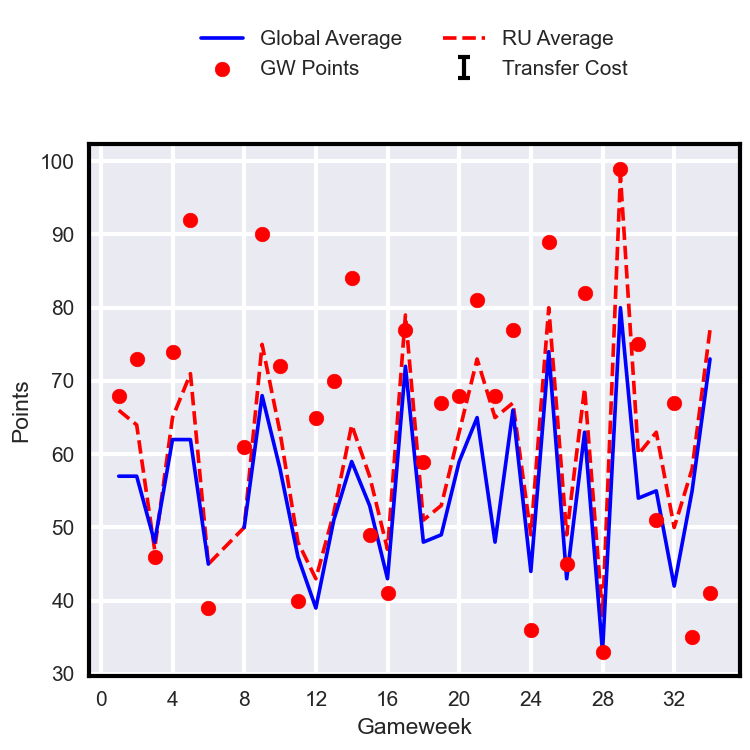 Global Average
RU Average
GW Points
Transfer Cost
100
90
80
70
60
50
40
30
Points
0 4 8 12 16 20 24 28 32
Gameweek